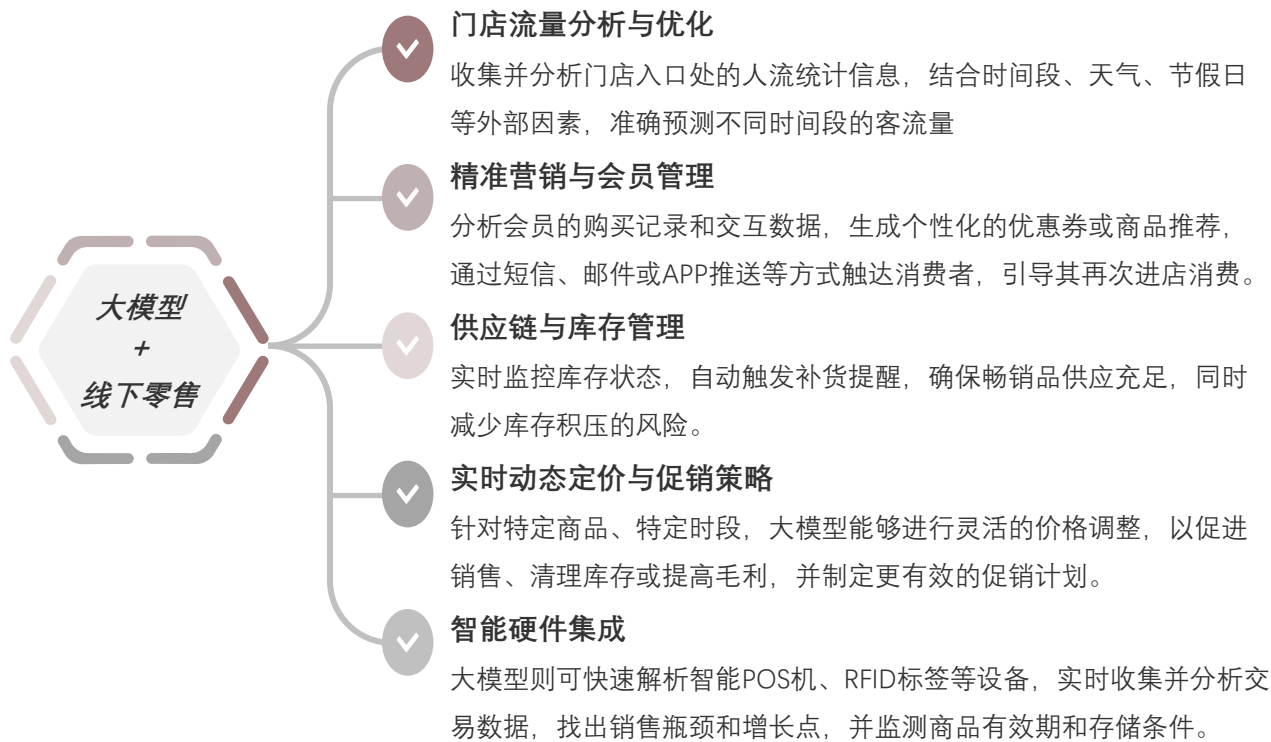 大模型
+
线下零售
门店流量分析与优化
收集并分析门店入口处的人流统计信息，结合时间段、天气、节假日
等外部因素，准确预测不同时间段的客流量
精准营销与会员管理
分析会员的购买记录和交互数据，生成个性化的优惠券或商品推荐，
通过短信、邮件或APP推送等方式触达消费者，引导其再次进店消费。
供应链与库存管理
实时监控库存状态，自动触发补货提醒，确保畅销品供应充足，同时
减少库存积压的风险。
实时动态定价与促销策略
针对特定商品、特定时段，大模型能够进行灵活的价格调整，以促进
销售、清理库存或提高毛利，并制定更有效的促销计划。
智能硬件集成
大模型则可快速解析智能POS机、RFID标签等设备，实时收集并分析交
易数据，找出销售瓶颈和增长点，并监测商品有效期和存储条件。